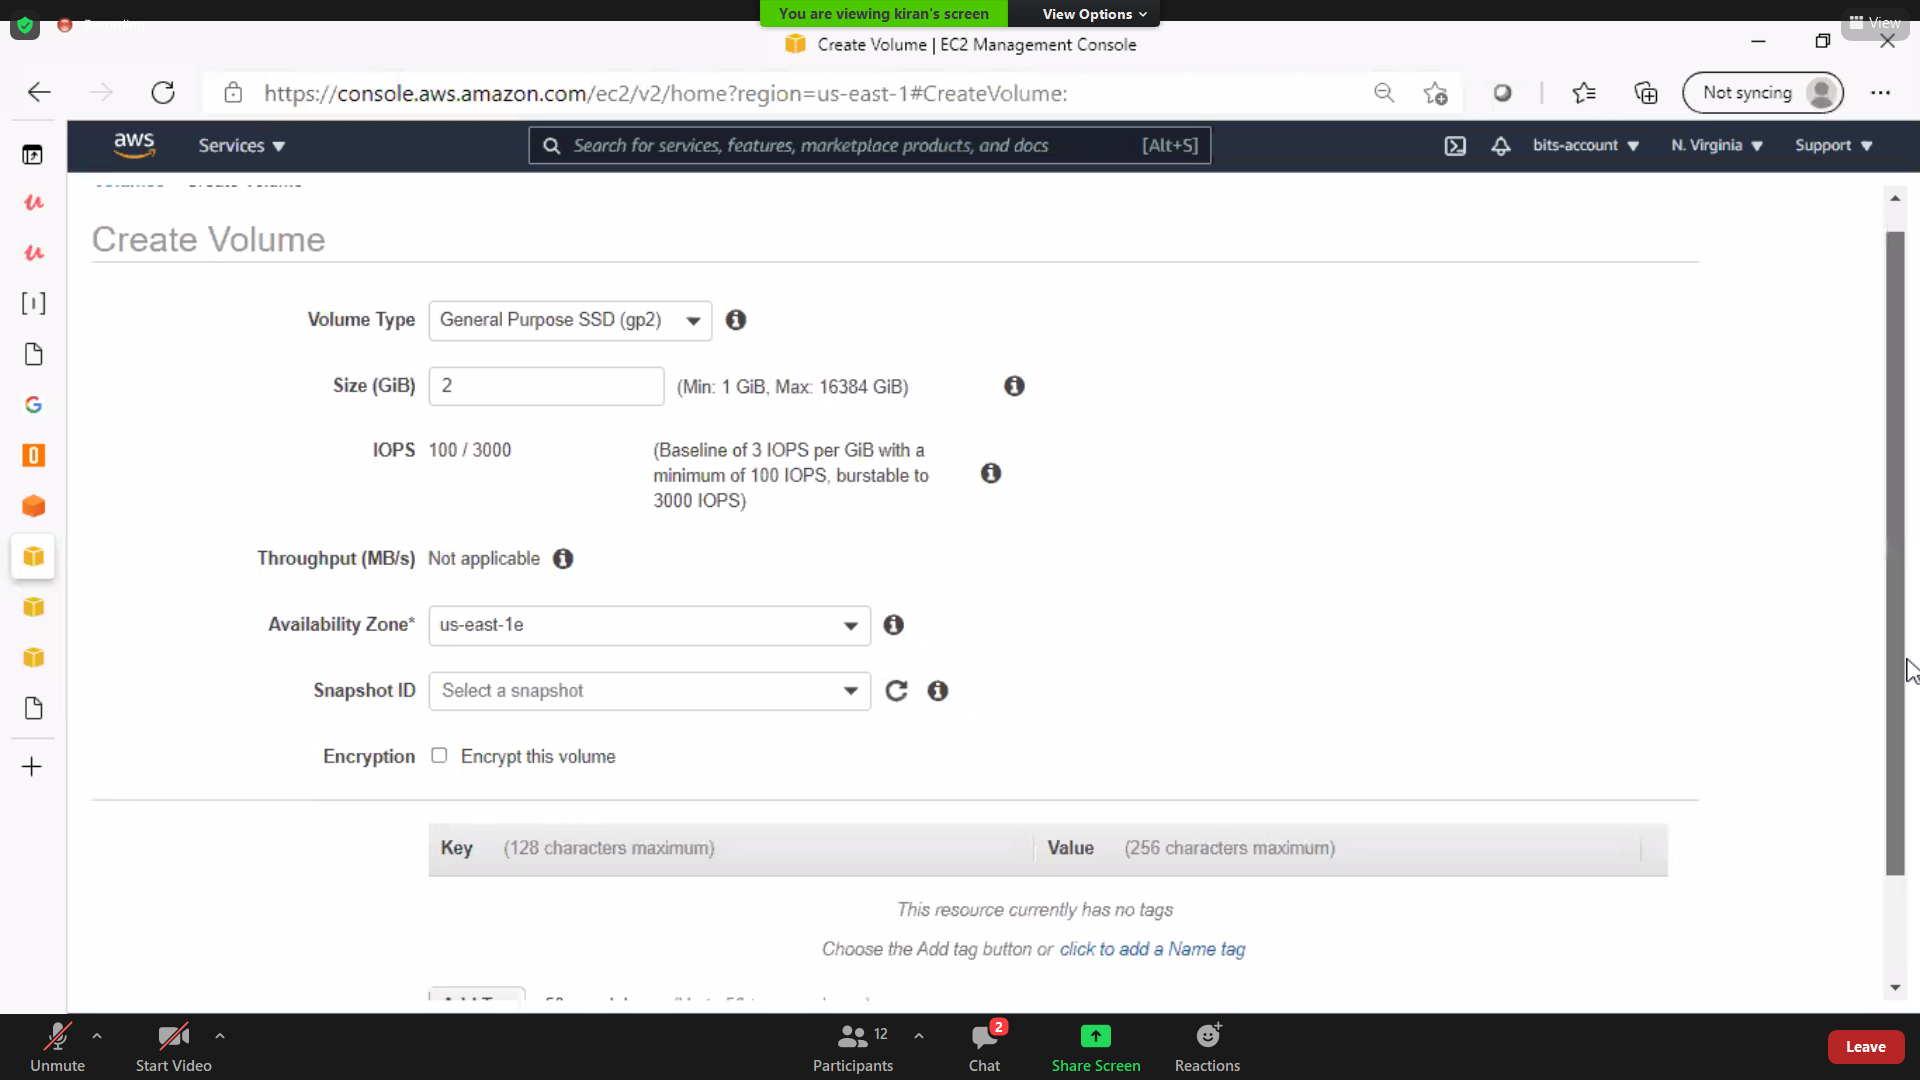 You are viewing kiran's screen
View Options
View
Recording
Create Volume | EC2 Management Console
https://console.aws.amazon.com/ec2/v2/home?region=us-east-1#CreateVolume:
Not syncing
aws
Services
Search for services, features, marketplace products, and docs
[Alt+S]
bits-account
N. Virginia
Support
Create Volume
Volume Type
General Purpose SSD (gp2)
Size (GiB)
2
(Min: 1 GiB, Max: 16384 GiB)
IOPS
100 / 3000
(Baseline of 3 IOPS per GiB with a
minimum of 100 IOPS, burstable to
3000 IOPS)
Throughput (MB/s)
Not applicable
Availability Zone*
us-east-1e
Snapshot ID
Select a snapshot
Encryption
Encrypt this volume
Key
(128 characters maximum)
Value
(256 characters maximum)
This resource currently has no tags
Choose the Add tag button or click to add a Name tag
Unmute
Start Video
12
Participants
2
Chat
Share Screen
Reactions
Leave